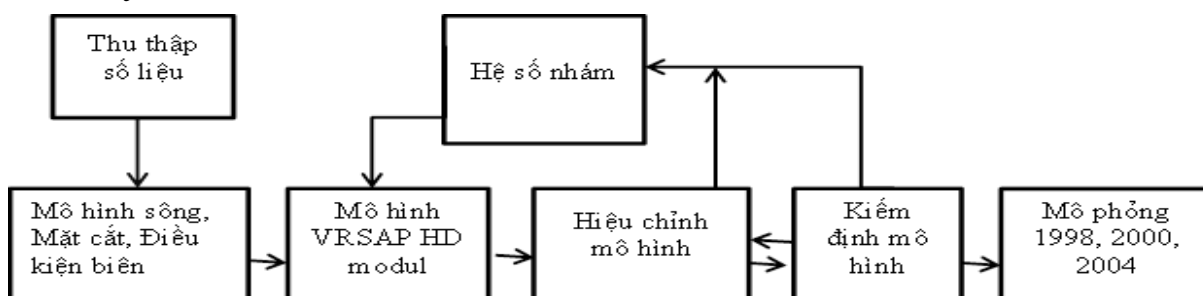 Thu thập
số liệu
Hệ số nhám
Mô hình sông,
Mặt cắt, Điều
kiện biên
Mô hình
VRSAP HD
modul
Hiệu chỉnh
mô hình
Kiểm
định mô
hình
Mô phỏng
1998, 2000,
2004